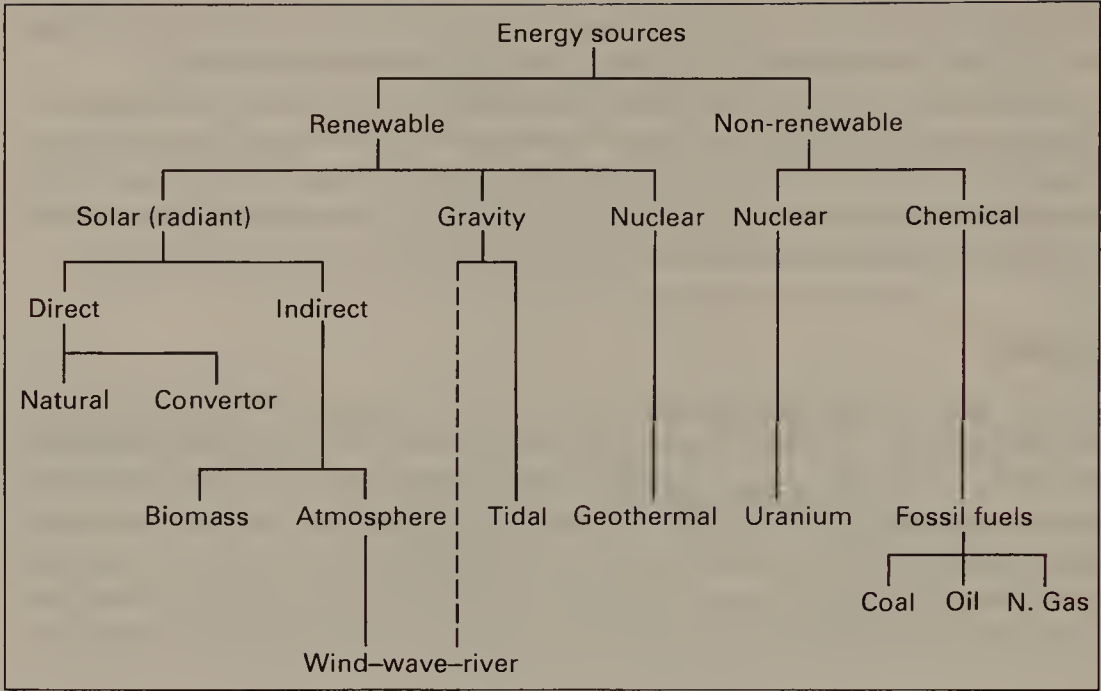 Energy sources
Renewable
Non-renewable
Solar (radiant)
Gravity
Nuclear
Nuclear
Chemical
Direct
Indirect
Natural
Convertor
Biomass
Atmosphere
Tidal
Geothermal
Uranium
Fossil fuels
Coal
Oil
N. Gas
Wind–wave–river